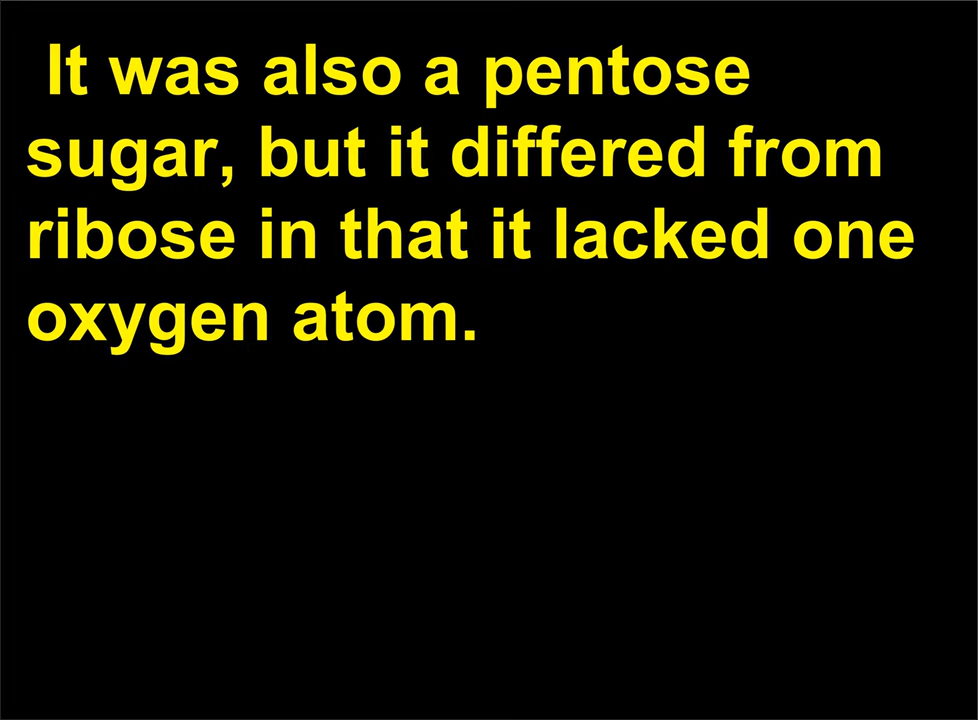 It was also a pentose
sugar, but it differed from
ribose in that it lacked one
oxygen atom.